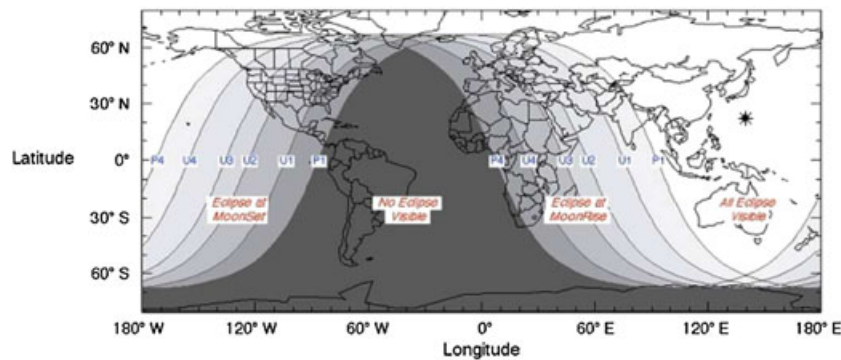 60° N
30° N
Latitude 0° P4 U4 U3 U2 U1 P1 P4 U4 U3 U2 U1 P1
Eclipse at No Eclipse Eclipse at All Eclipse
MoonSet Visible MoonRise Visible
30° S
60° S
180° W 120° W 60° W 0° 60° E 120° E 180° E
Longitude